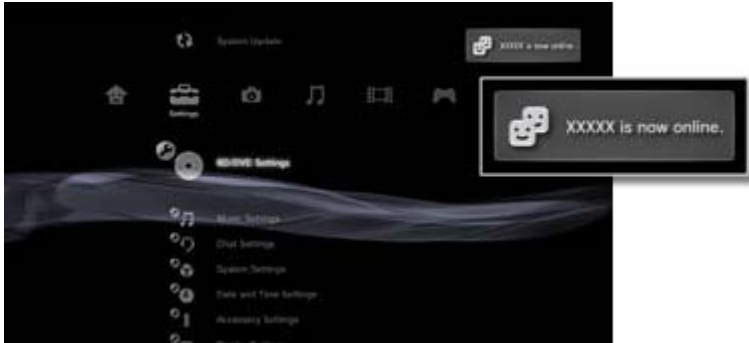 System Update
XXXXX is now online.
Settings
XXXXX is now online.
BD/DVD Settings
Music Settings
Chat Settings
System Settings
Date and Time Settings
Accessory Settings